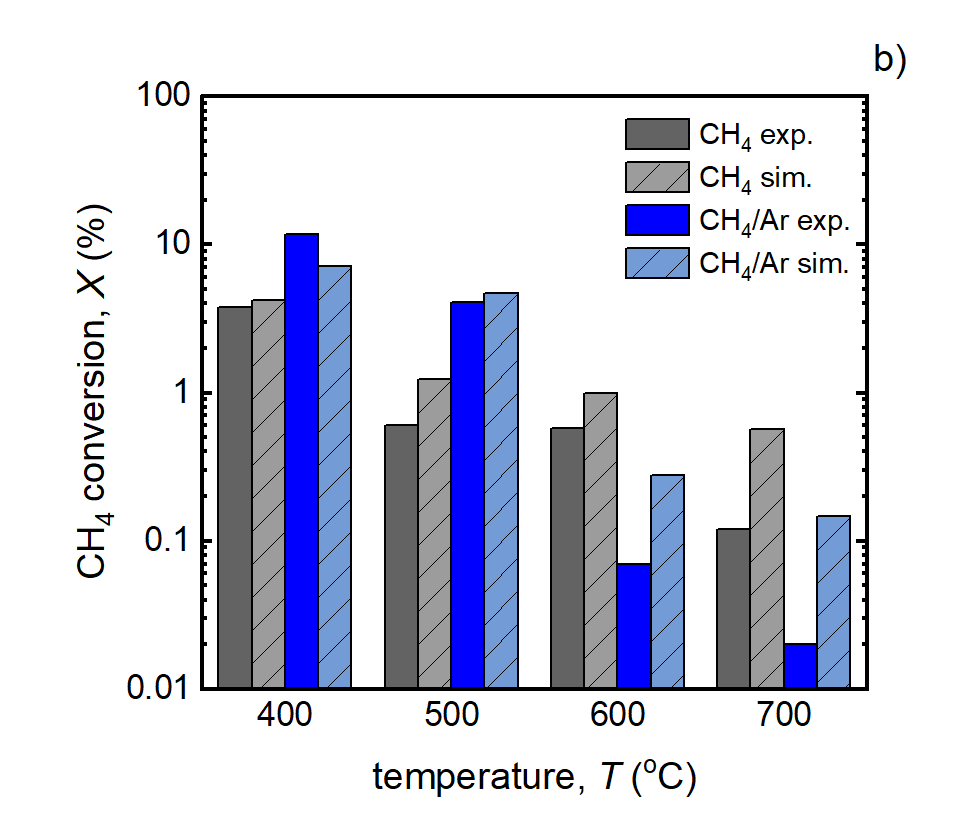 b)
100
10
1
0.1
0.01
CH₄ conversion, X (%)
CH₄ exp.
CH₄ sim.
CH₄/Ar exp.
CH₄/Ar sim.
400 500 600 700
temperature, T (°C)